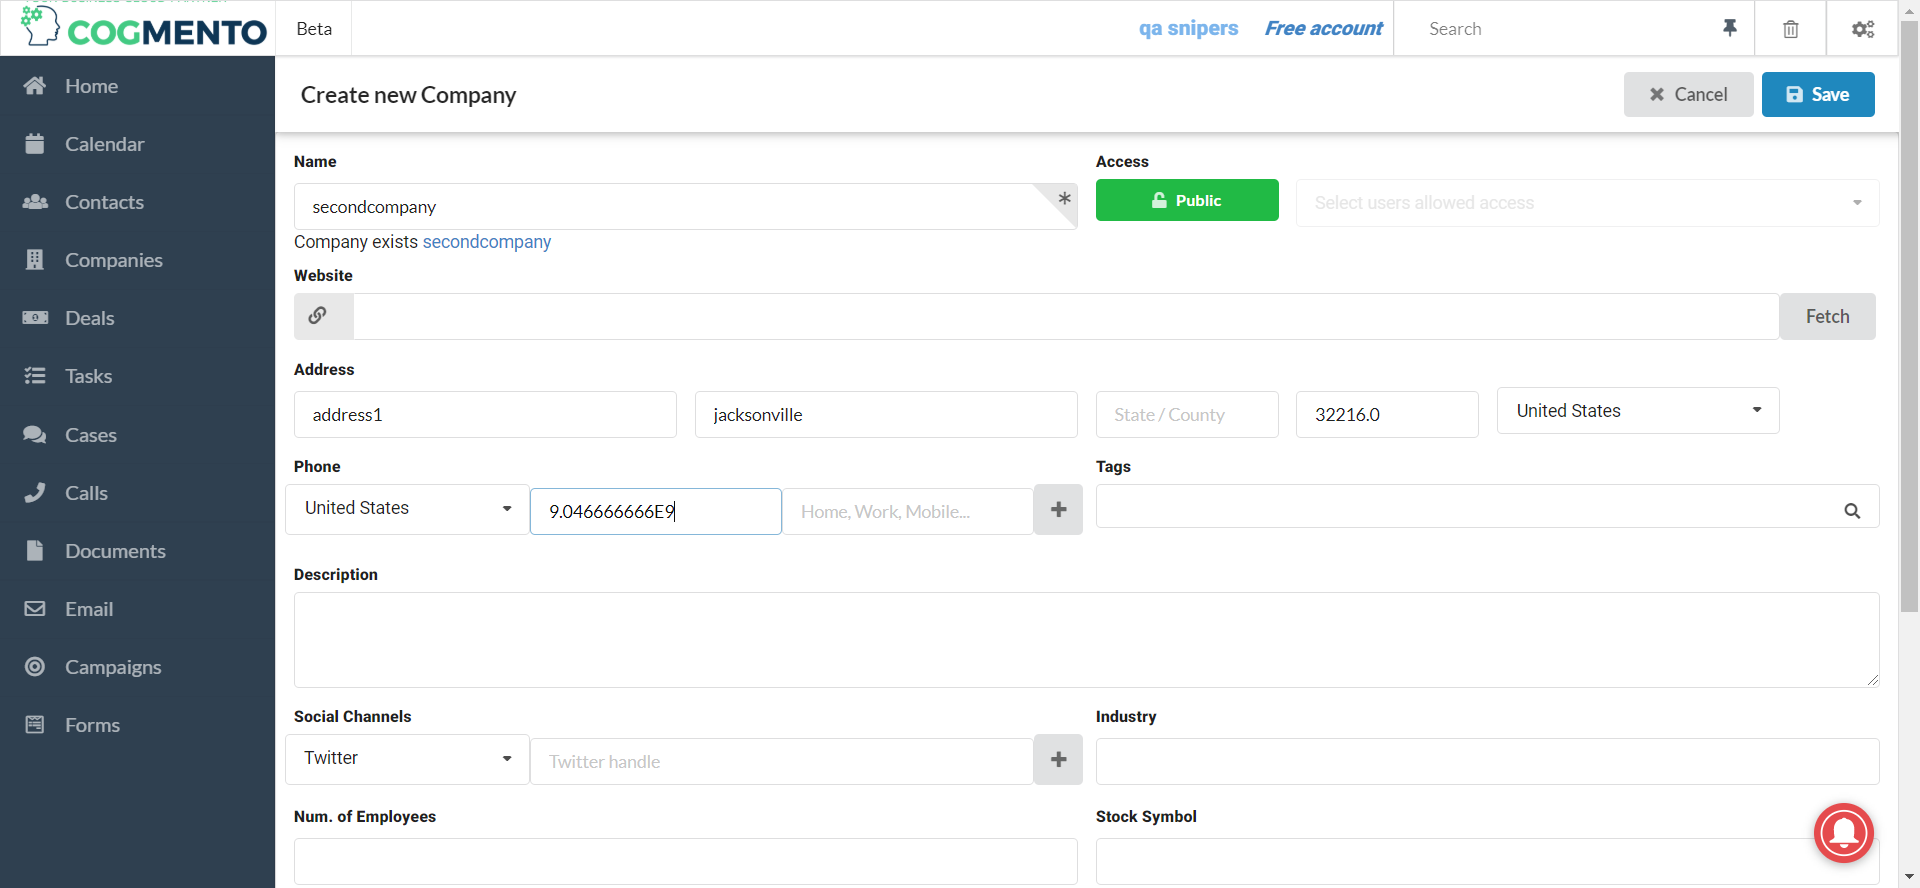 COGMENTO
Beta
qa snipers
Free account
Search
Home
Calendar
Contacts
Companies
Deals
Tasks
Cases
Calls
Documents
Email
Campaigns
Forms
Create new Company
Cancel
Save
Name
Access
secondcompany
*
Public
Select users allowed access
Company exists secondcompany
Website
Fetch
Address
address1
jacksonville
State / County
32216.0
United States
Phone
Tags
United States
9.046666666E9
Home, Work, Mobile...
Description
Social Channels
Industry
Twitter
Twitter handle
Num. of Employees
Stock Symbol